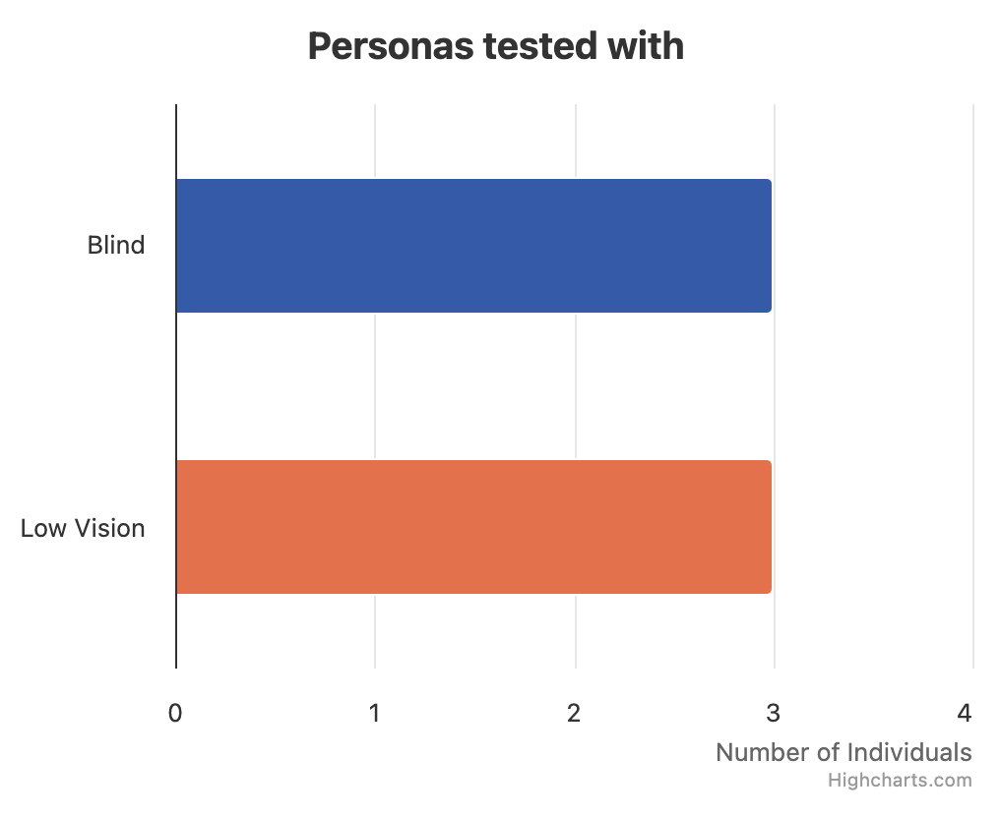 Personas tested with
Blind
Low Vision
0 1 2 3 4
Number of Individuals
Highcharts.com